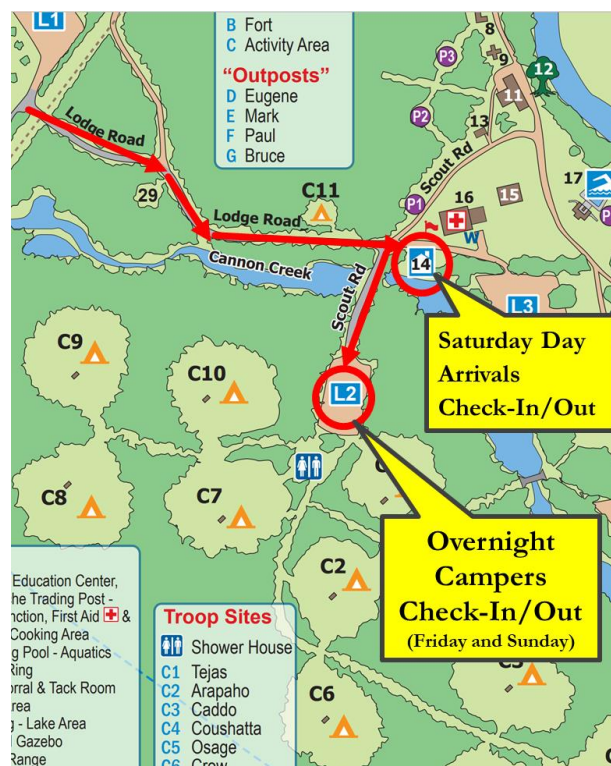 L1
B Fort
C Activity Area
"Outposts"
D Eugene
E Mark
F Paul
G Bruce
8
P3
9
12
11
P2
13
Lodge Road
29
C11
Scout Rd
P1
16
15
17
W
Lodge Road
Cannon Creek
14
Scout Rd
L3
Saturday Day
Arrivals
Check-In/Out
C9
C10
L2
C8
C7
Overnight
Campers
Check-In/Out
(Friday and Sunday)
C2
C6
Education Center,
he Trading Post -
nction, First Aid &
Cooking Area
g Pool - Aquatics
Ring
orral & Tack Room
rea
g - Lake Area
Gazebo
Range
Troop Sites
Shower House
C1 Tejas
C2 Arapaho
C3 Caddo
C4 Coushatta
C5 Osage
C6 Crow